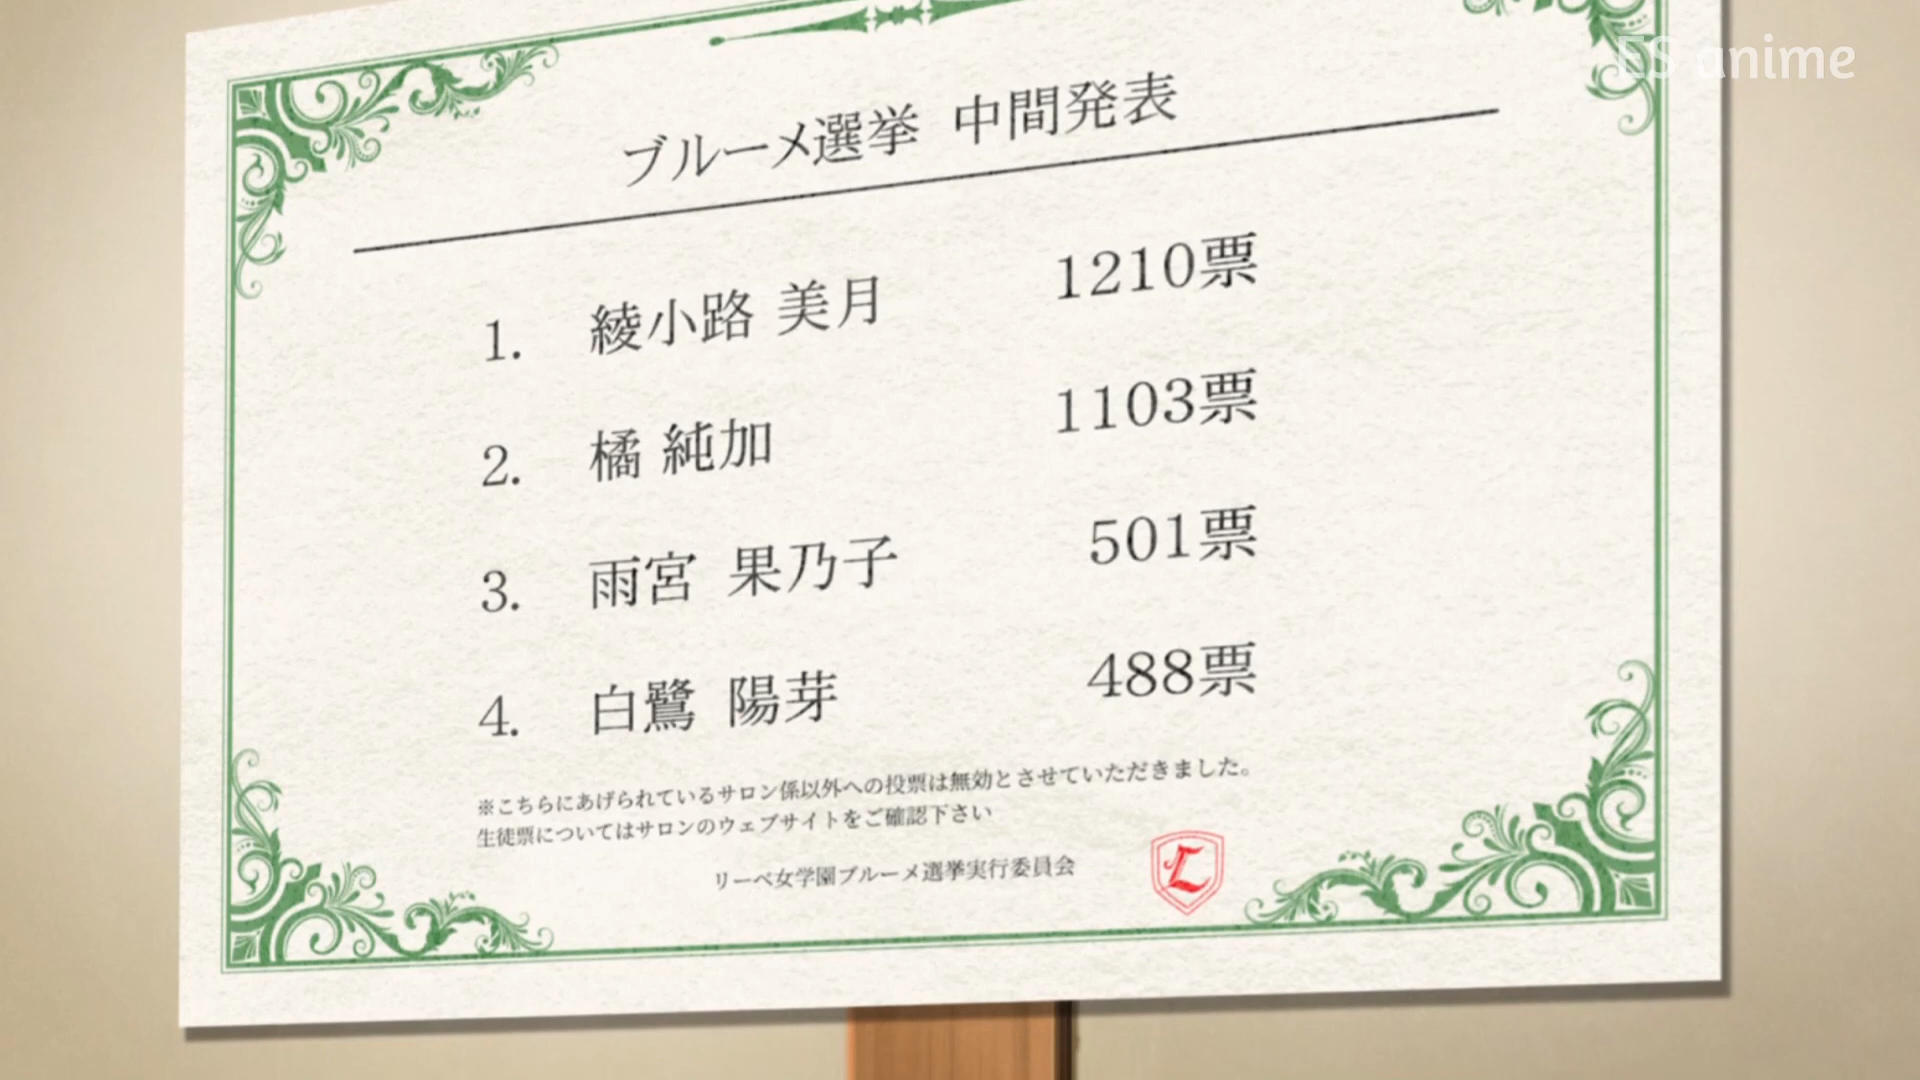 ES anime
ブルーメ選挙 中間発表
1. 綾小路 美月 1210票
2. 橘 純加 1103票
3. 雨宮 果乃子 501票
4. 白鷺 陽芽 488票
※こちらにあげられているサロン係以外への投票は無効とさせていただきました。
生徒票についてはサロンのウェブサイトをご確認下さい
リーベ女学園ブルーメ選挙実行委員会
L